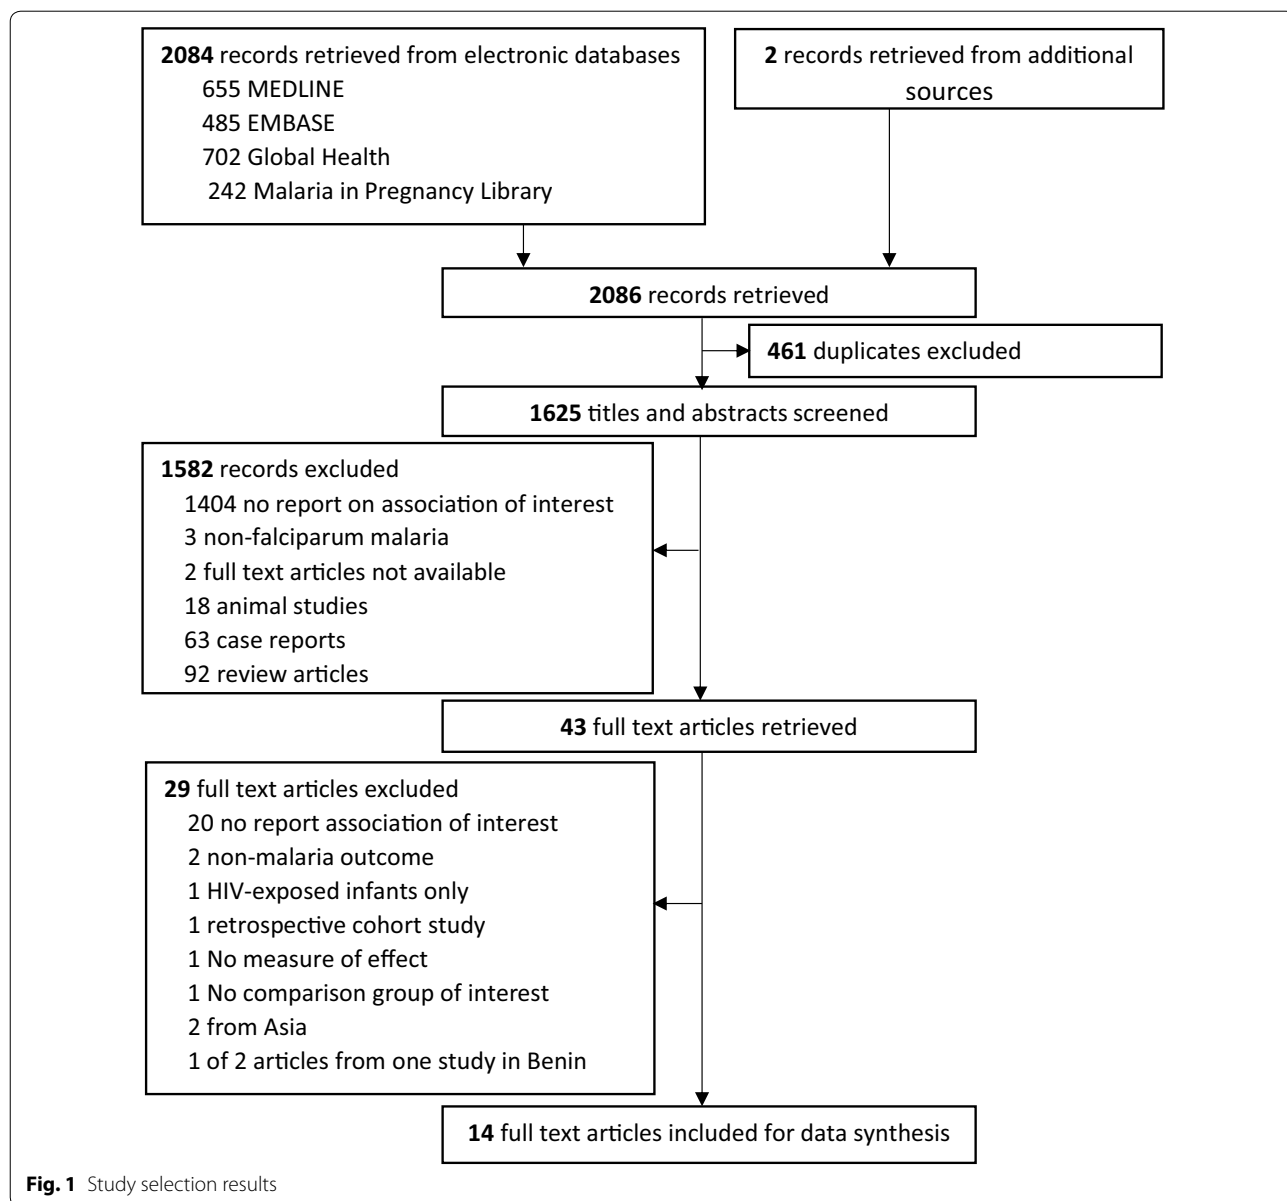 2084 records retrieved from electronic databases
655 MEDLINE
485 EMBASE
702 Global Health
242 Malaria in Pregnancy Library
2 records retrieved from additional
sources
2086 records retrieved
461 duplicates excluded
1625 titles and abstracts screened
1582 records excluded
1404 no report on association of interest
3 non-falciparum malaria
2 full text articles not available
18 animal studies
63 case reports
92 review articles
43 full text articles retrieved
29 full text articles excluded
20 no report association of interest
2 non-malaria outcome
1 HIV-exposed infants only
1 retrospective cohort study
1 No measure of effect
1 No comparison group of interest
2 from Asia
1 of 2 articles from one study in Benin
14 full text articles included for data synthesis
Fig. 1 Study selection results